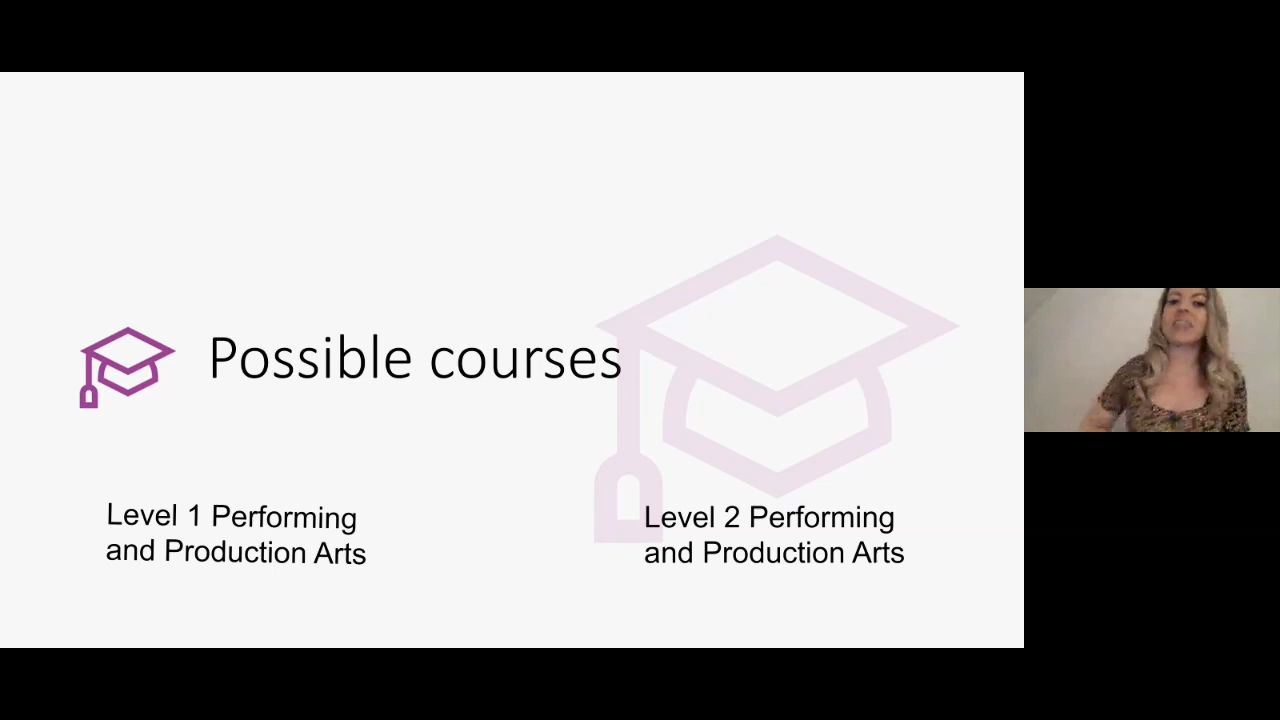 Possible courses
Level 1 Performing
and Production Arts
Level 2 Performing
and Production Arts